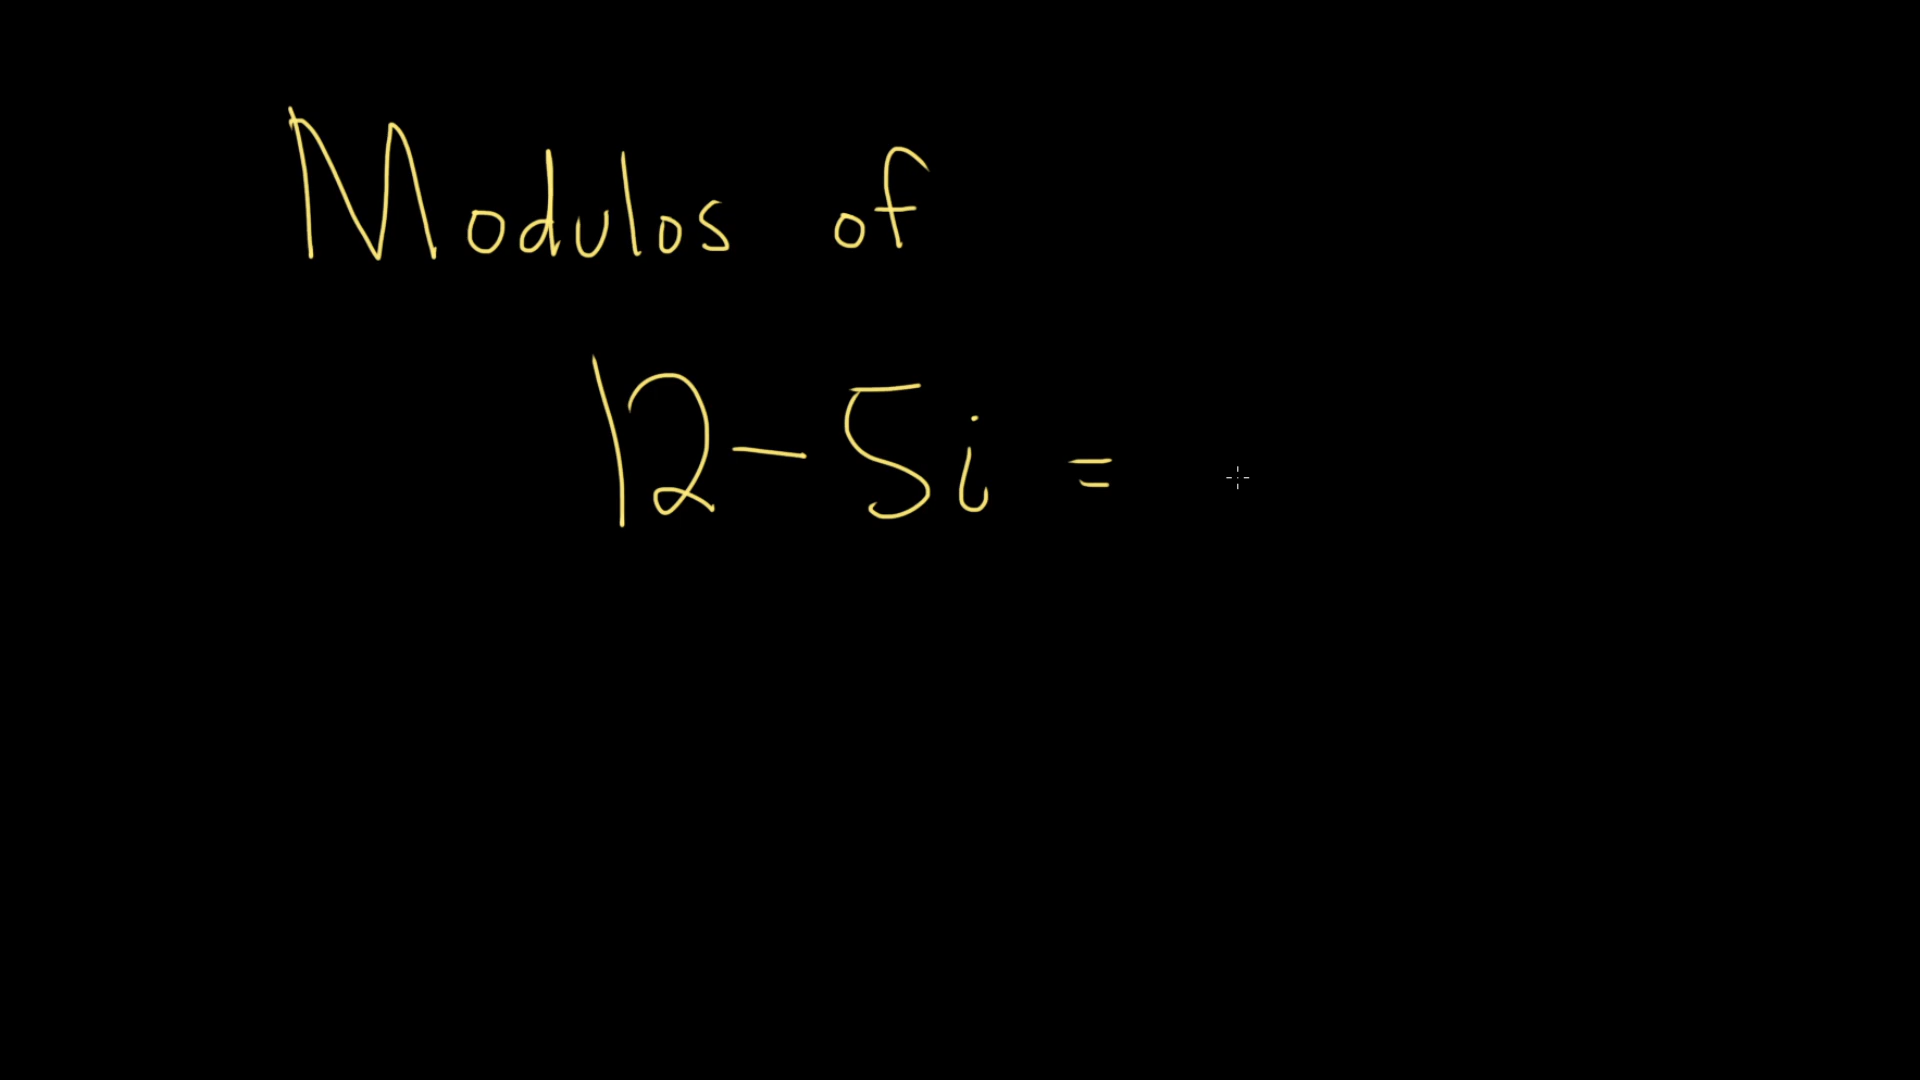 Modulos of
12 - 5i =